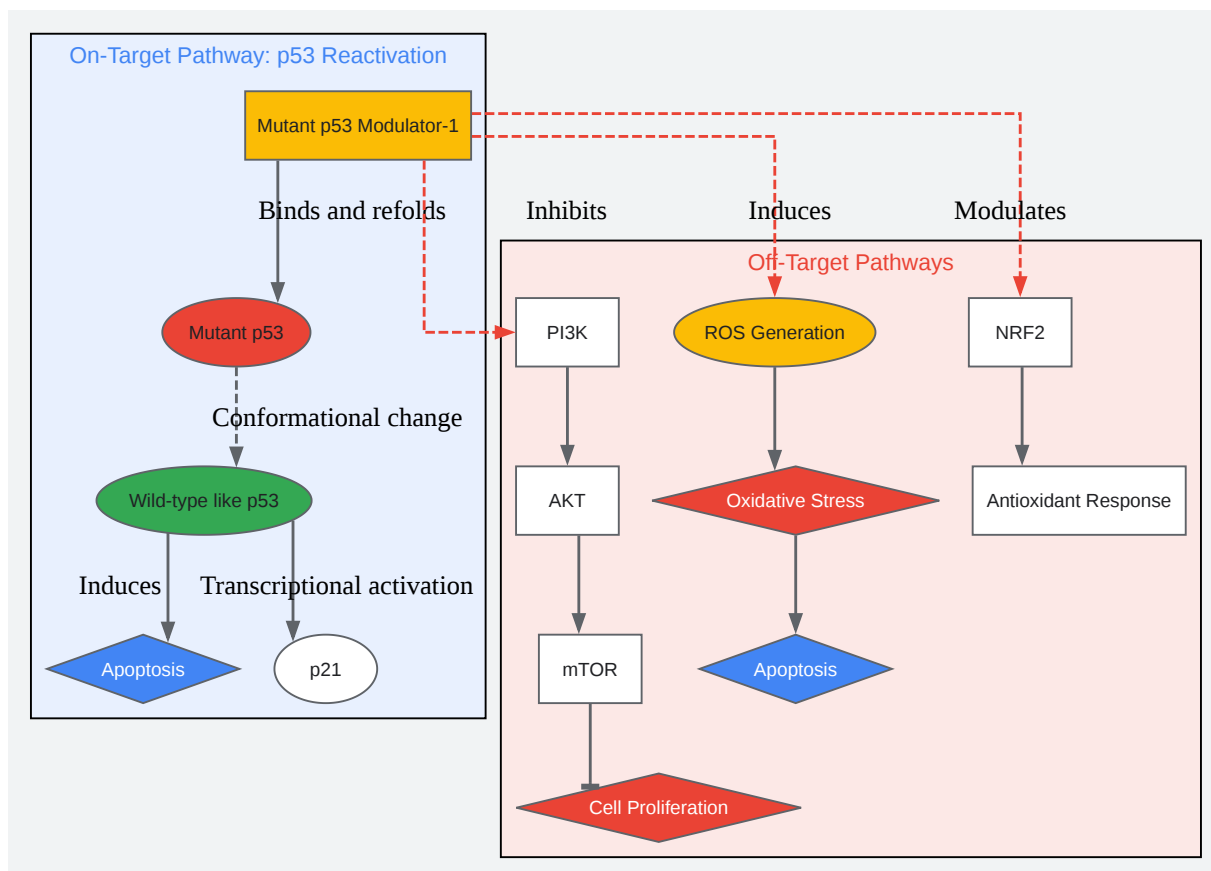 On-Target Pathway: p53 Reactivation
Mutant p53 Modulator-1
Binds and refolds
Inhibits
Induces
Modulates
Off-Target Pathways
Mutant p53
PI3K
ROS Generation
NRF2
Conformational change
Wild-type like p53
AKT
Oxidative Stress
Antioxidant Response
Induces
Transcriptional activation
Apoptosis
p21
mTOR
Apoptosis
Cell Proliferation